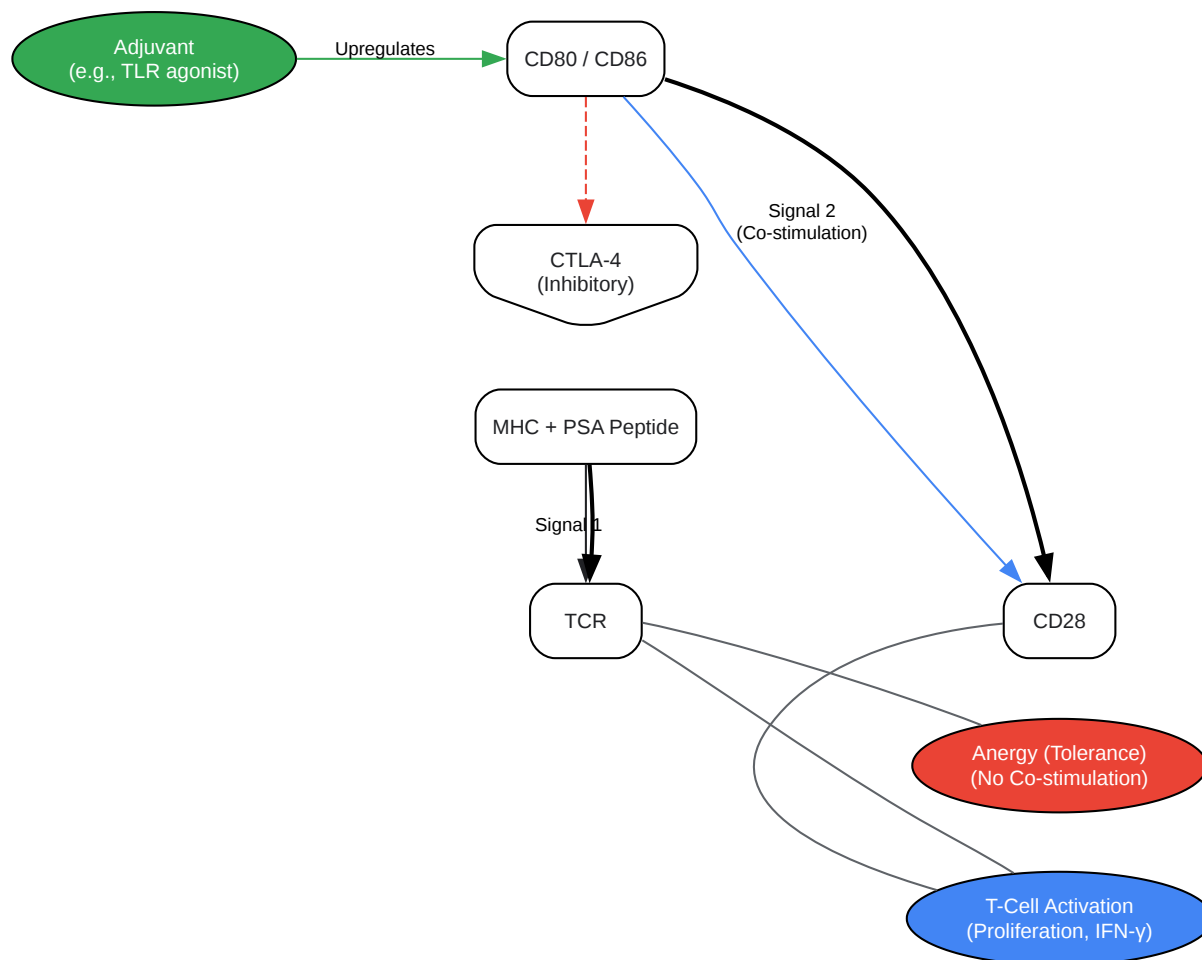 Adjuvant
(e.g., TLR agonist)
Upregulates
CD80 / CD86
Signal 2
(Co-stimulation)
CTLA-4
(Inhibitory)
MHC + PSA Peptide
Signal 1
TCR
CD28
Anergy (Tolerance)
(No Co-stimulation)
T-Cell Activation
(Proliferation, IFN-γ)